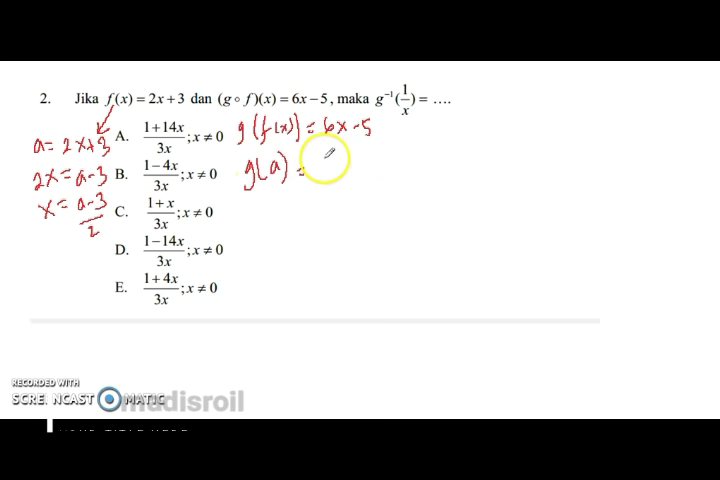 2. Jika f(x) = 2x + 3 dan (g ∘ f)(x) = 6x − 5, maka g⁻¹(1/x) = ....
A. (1+14x)/3x ; x ≠ 0
B. (1−4x)/3x ; x ≠ 0
C. (1+x)/3x ; x ≠ 0
D. (1−14x)/3x ; x ≠ 0
E. (1+4x)/3x ; x ≠ 0
a = 2x+3
2x = a-3
x = (a-3)/2
g(f(x)) = 6x-5
g(a) =
RECORDED WITH
SCREENCAST MATIC
madisroil